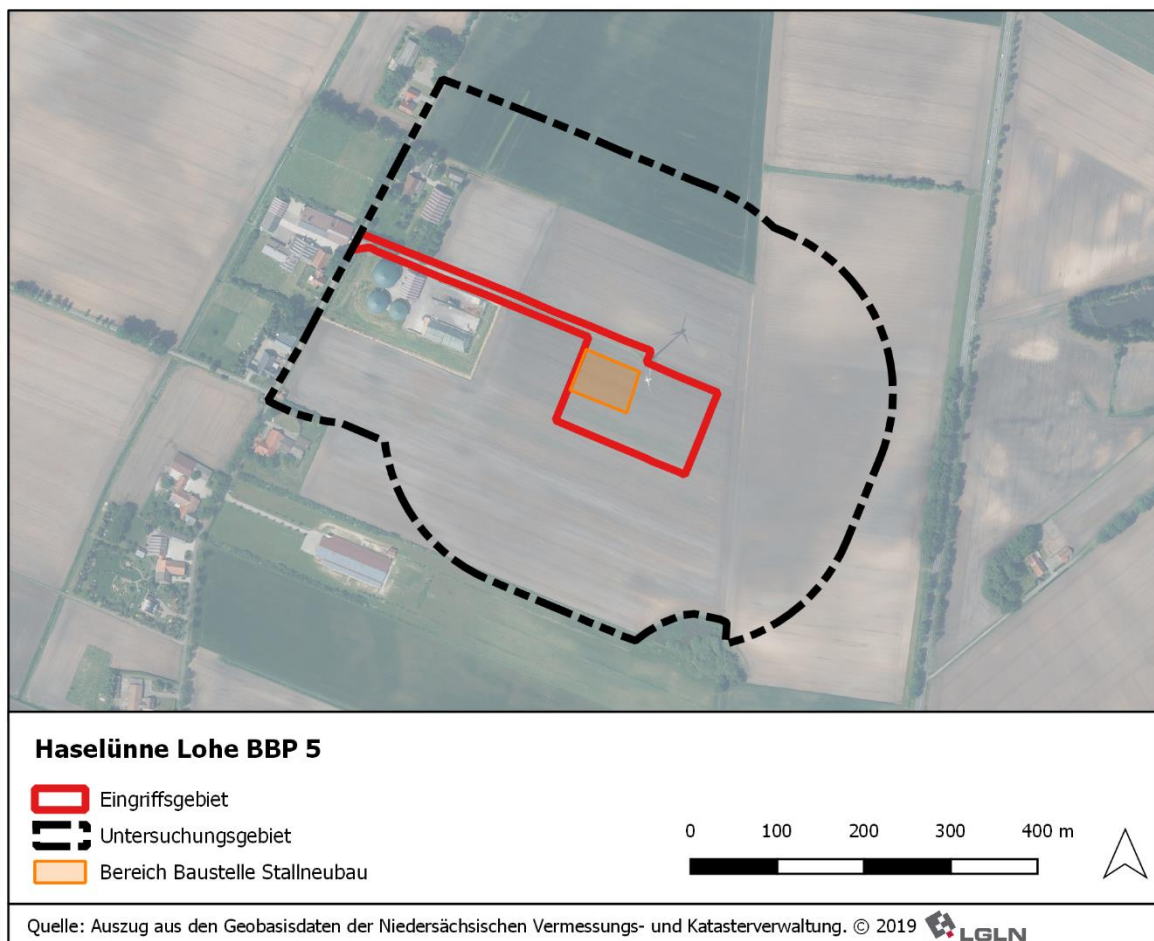 Haselünne Lohe BBP 5
Eingriffsgebiet
Untersuchungsgebiet
Bereich Baustelle Stallneubau
0 100 200 300 400 m
Quelle: Auszug aus den Geobasisdaten der Niedersächsischen Vermessungs- und Katasterverwaltung. © 2019 LGLN